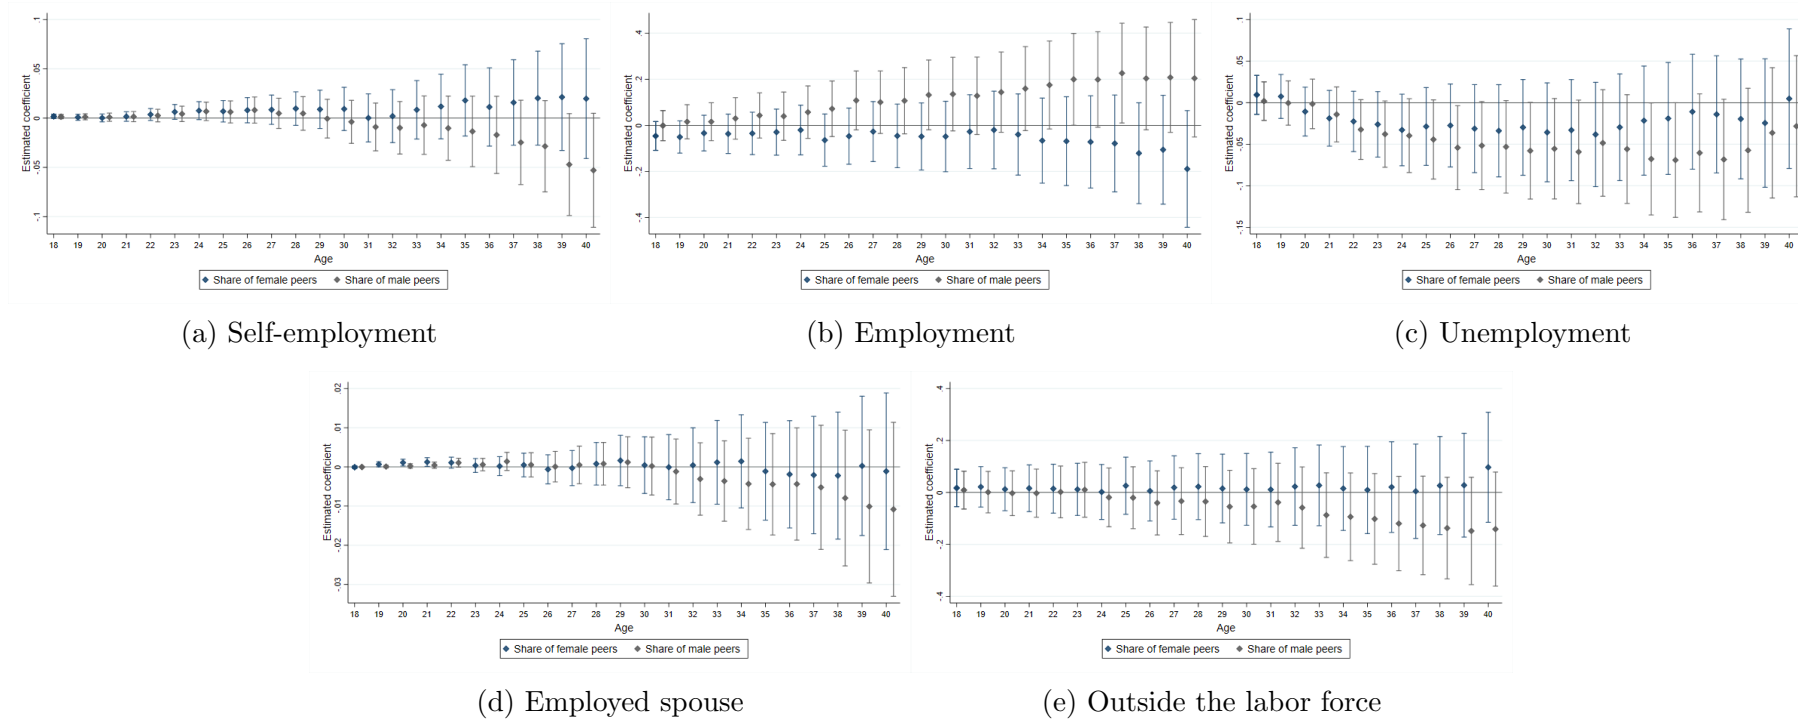 .1
.05
0
-.05
-.1
Estimated coefficient
18 19 20 21 22 23 24 25 26 27 28 29 30 31 32 33 34 35 36 37 38 39 40
Age
Share of female peers Share of male peers
(a) Self-employment
.4
.2
0
-.2
-.4
Estimated coefficient
18 19 20 21 22 23 24 25 26 27 28 29 30 31 32 33 34 35 36 37 38 39 40
Age
Share of female peers Share of male peers
(b) Employment
.1
.05
0
-.05
-.1
-.15
Estimated coefficient
18 19 20 21 22 23 24 25 26 27 28 29 30 31 32 33 34 35 36 37 38 39 40
Age
Share of female peers Share of male peers
(c) Unemployment
.02
.01
0
-.01
-.02
-.03
Estimated coefficient
18 19 20 21 22 23 24 25 26 27 28 29 30 31 32 33 34 35 36 37 38 39 40
Age
Share of female peers Share of male peers
(d) Employed spouse
.4
.2
0
-.2
-.4
Estimated coefficient
18 19 20 21 22 23 24 25 26 27 28 29 30 31 32 33 34 35 36 37 38 39 40
Age
Share of female peers Share of male peers
(e) Outside the labor force